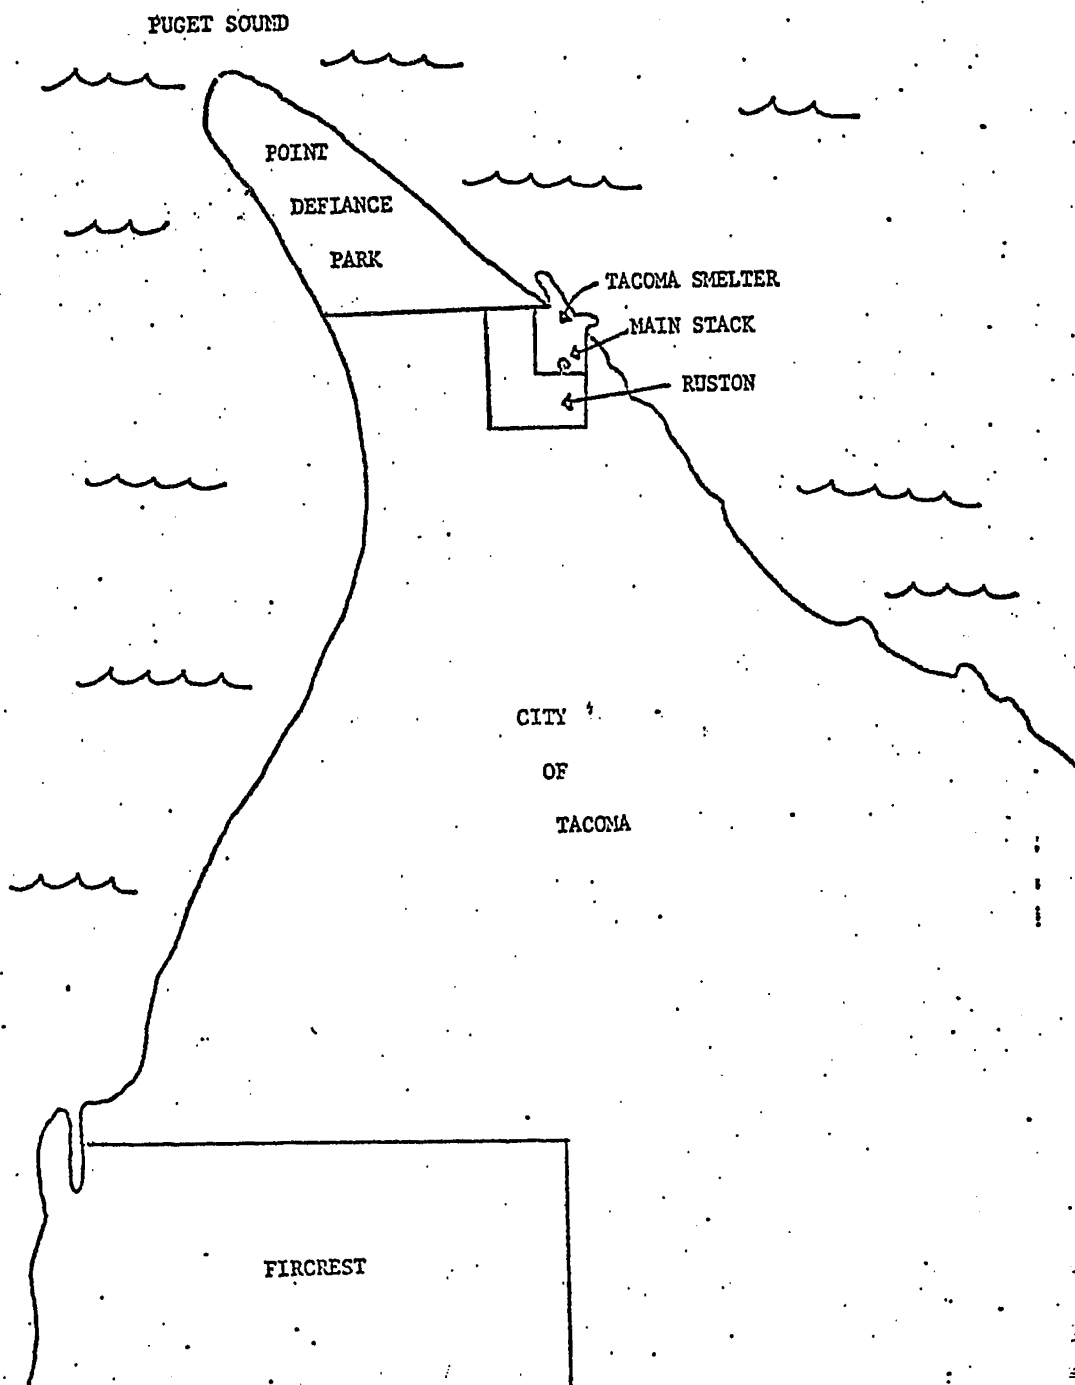 PUGET SOUND
POINT
DEFIANCE
PARK
TACOMA SMELTER
MAIN STACK
RUSTON
CITY
OF
TACOMA
FIRCREST